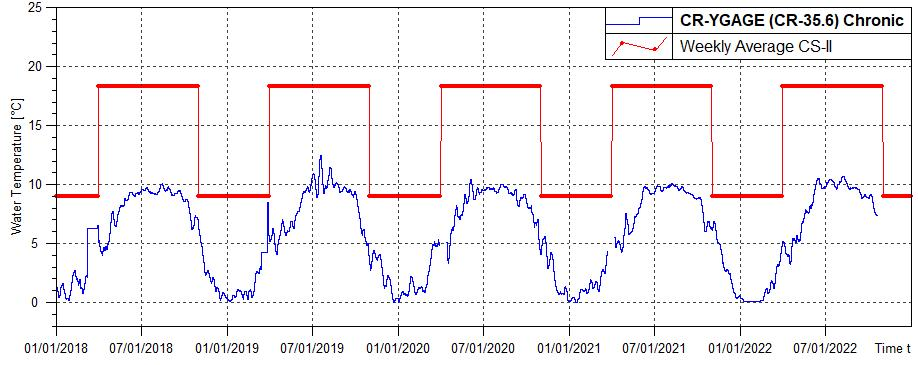 25
CR-YGAGE (CR-35.6) Chronic
Weekly Average CS-II
20
15
10
5
0
Water Temperature [°C]
01/01/2018 07/01/2018 01/01/2019 07/01/2019 01/01/2020 07/01/2020 01/01/2021 07/01/2021 01/01/2022 07/01/2022 Time t